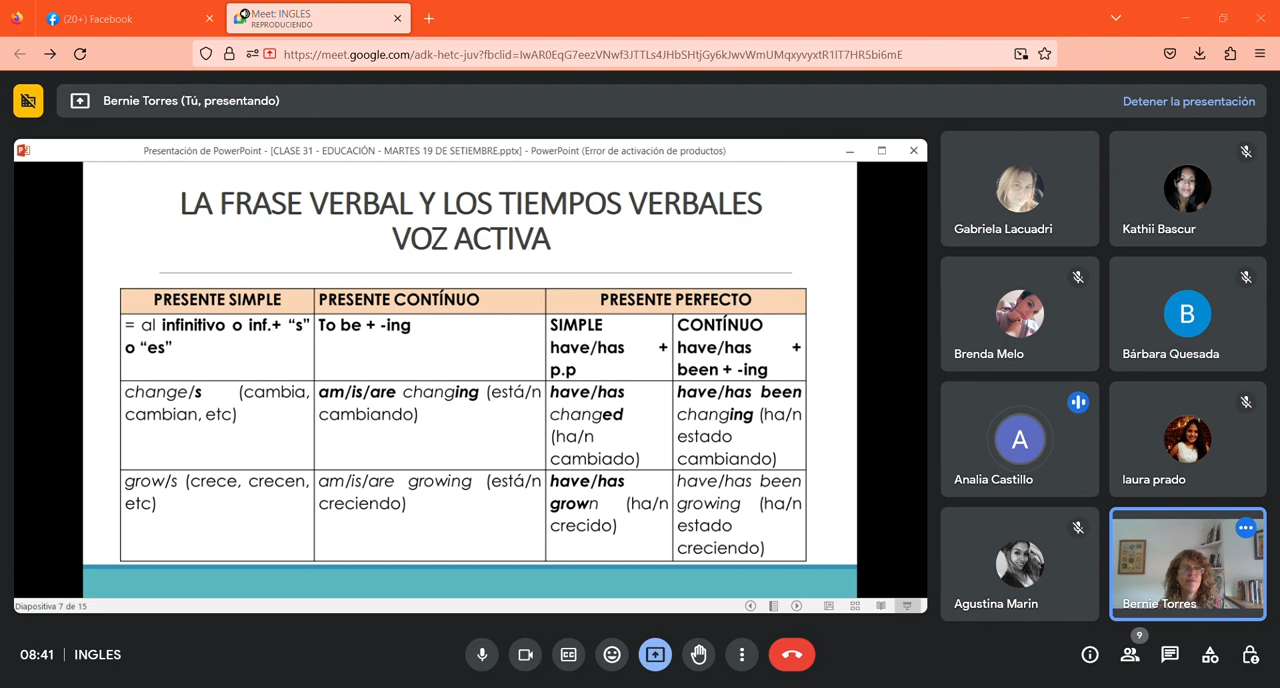 (20+) Facebook
Meet: INGLES
REPRODUCIENDO
https://meet.google.com/adk-hetc-juv?fbclid=IwAR0EqG7eezVNwf3JTTLs4JHbSHtjGy6kJwvWmUMqxyvyxtR1lT7HR5bi6mE
Bernie Torres (Tú, presentando)
Detener la presentación
Presentación de PowerPoint - [CLASE 31 - EDUCACIÓN - MARTES 19 DE SETIEMBRE.pptx] - PowerPoint (Error de activación de productos)
LA FRASE VERBAL Y LOS TIEMPOS VERBALES
VOZ ACTIVA
PRESENTE SIMPLE
PRESENTE CONTÍNUO
PRESENTE PERFECTO
= al infinitivo o inf.+ “s”
o “es”
To be + -ing
SIMPLE
have/has +
p.p
CONTÍNUO
have/has +
been + -ing
change/s (cambia,
cambian, etc)
am/is/are changing (está/n
cambiando)
have/has
changed
(ha/n
cambiado)
have/has been
changing (ha/n
estado
cambiando)
grow/s (crece, crecen,
etc)
am/is/are growing (está/n
creciendo)
have/has
grown (ha/n
crecido)
have/has been
growing (ha/n
estado
creciendo)
Diapositiva 7 de 15
Gabriela Lacuadri
Kathii Bascur
Brenda Melo
B
Bárbara Quesada
A
Analia Castillo
laura prado
Agustina Marin
Bernie Torres
08:41 | INGLES
9